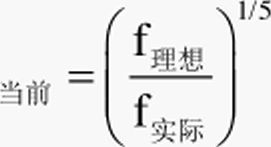 当前 = (f理想 / f实际)^1/5